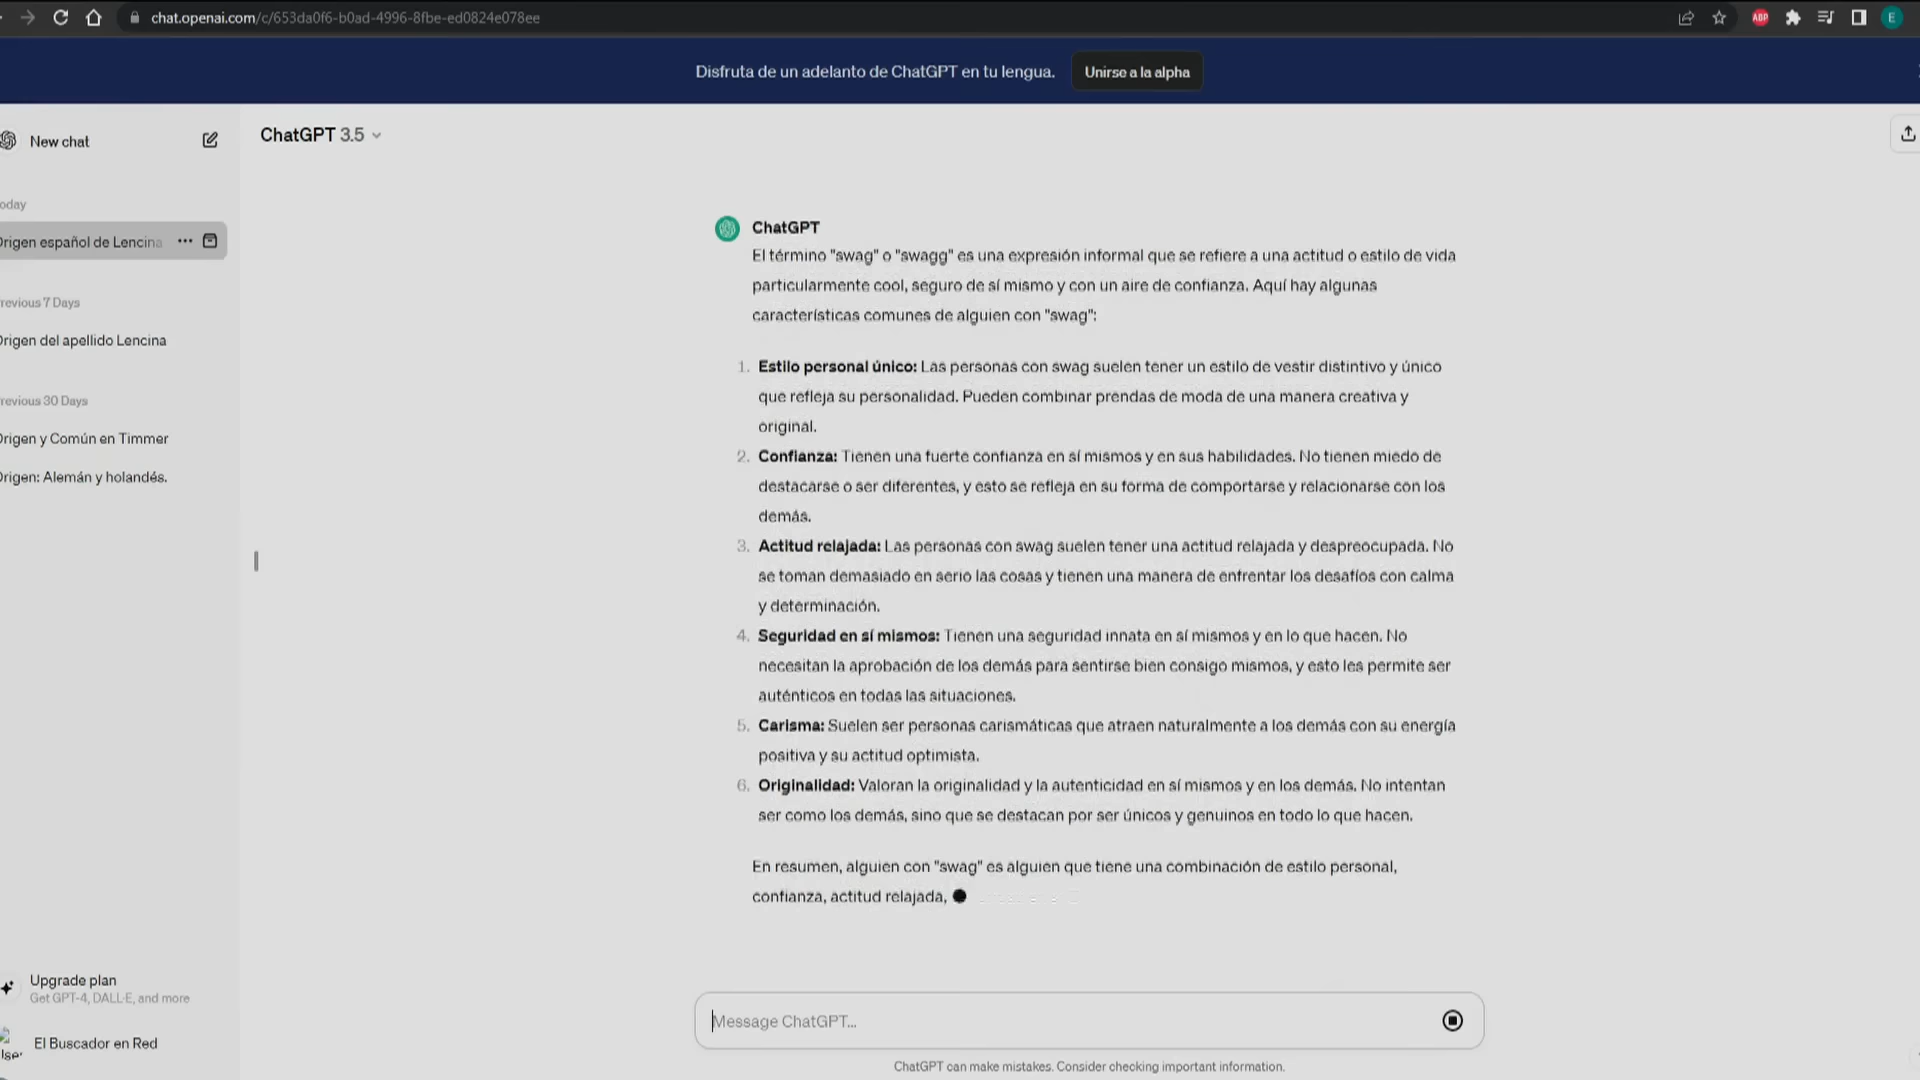 chat.openai.com/c/653da0f6-b0ad-4996-8fbe-ed0824e078ee
ABP
E
Disfruta de un adelanto de ChatGPT en tu lengua.
Unirse a la alpha
New chat
ChatGPT 3.5
oday
Origen español de Lencina
revious 7 Days
Origen del apellido Lencina
revious 30 Days
Origen y Común en Timmer
Origen: Alemán y holandés.
ChatGPT
El término "swag" o "swagg" es una expresión informal que se refiere a una actitud o estilo de vida
particularmente cool, seguro de sí mismo y con un aire de confianza. Aquí hay algunas
características comunes de alguien con "swag":
1. Estilo personal único: Las personas con swag suelen tener un estilo de vestir distintivo y único
que refleja su personalidad. Pueden combinar prendas de moda de una manera creativa y
original.
2. Confianza: Tienen una fuerte confianza en sí mismos y en sus habilidades. No tienen miedo de
destacarse o ser diferentes, y esto se refleja en su forma de comportarse y relacionarse con los
demás.
3. Actitud relajada: Las personas con swag suelen tener una actitud relajada y despreocupada. No
se toman demasiado en serio las cosas y tienen una manera de enfrentar los desafíos con calma
y determinación.
4. Seguridad en sí mismos: Tienen una seguridad innata en sí mismos y en lo que hacen. No
necesitan la aprobación de los demás para sentirse bien consigo mismos, y esto les permite ser
auténticos en todas las situaciones.
5. Carisma: Suelen ser personas carismáticas que atraen naturalmente a los demás con su energía
positiva y su actitud optimista.
6. Originalidad: Valoran la originalidad y la autenticidad en sí mismos y en los demás. No intentan
ser como los demás, sino que se destacan por ser únicos y genuinos en todo lo que hacen.
En resumen, alguien con "swag" es alguien que tiene una combinación de estilo personal,
confianza, actitud relajada,
Upgrade plan
Get GPT-4, DALL·E, and more
El Buscador en Red
Message ChatGPT...
ChatGPT can make mistakes. Consider checking important information.